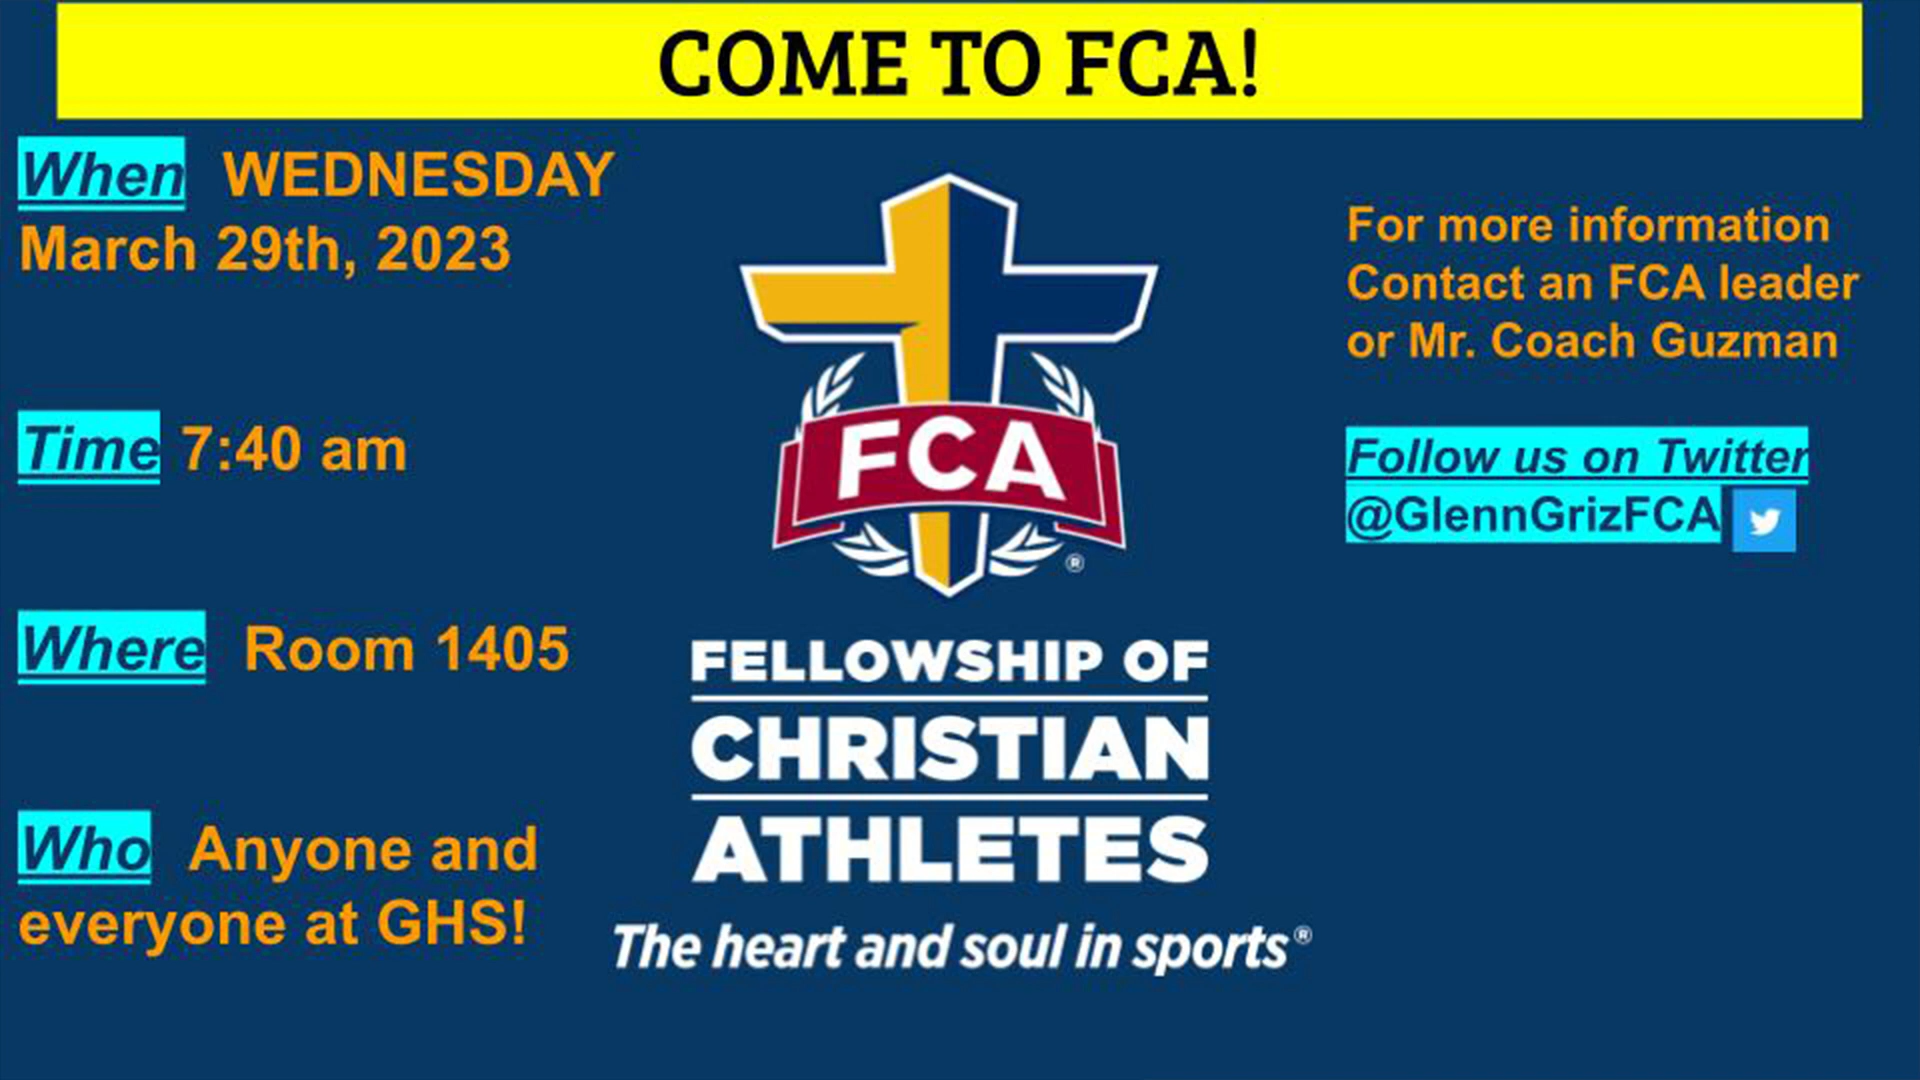 COME TO FCA!
When WEDNESDAY
March 29th, 2023
Time 7:40 am
Where Room 1405
Who Anyone and
everyone at GHS!
FCA
®
FELLOWSHIP OF
CHRISTIAN
ATHLETES
The heart and soul in sports®
For more information
Contact an FCA leader
or Mr. Coach Guzman
Follow us on Twitter
@GlennGrizFCA